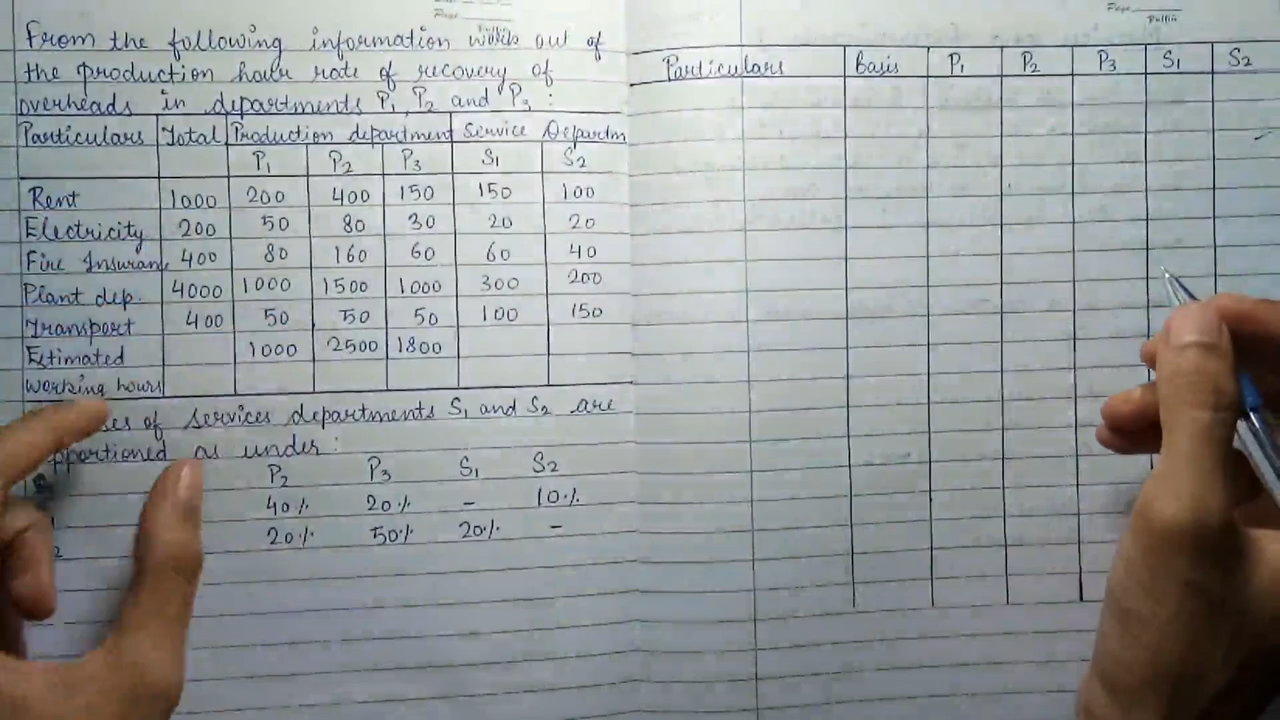 From the following information work out of
the production hour rate of recovery of
overheads in departments P1, P2 and P3 :
Particulars Total Production department Service Departm
P1 P2 P3 S1 S2
Rent 1000 200 400 150 150 100
Electricity 200 50 80 30 20 20
Fire Insuran 400 80 160 60 60 40
Plant dep. 4000 1000 1500 1000 300 200
Transport 400 50 50 50 100 150
Estimated 1000 2500 1800
working hours
of services departments S1 and S2 are
as under :
P2 P3 S1 S2
40% 20% - 10%
20% 50% 20% -
Page
Page
Particulars Basis P1 P2 P3 S1 S2